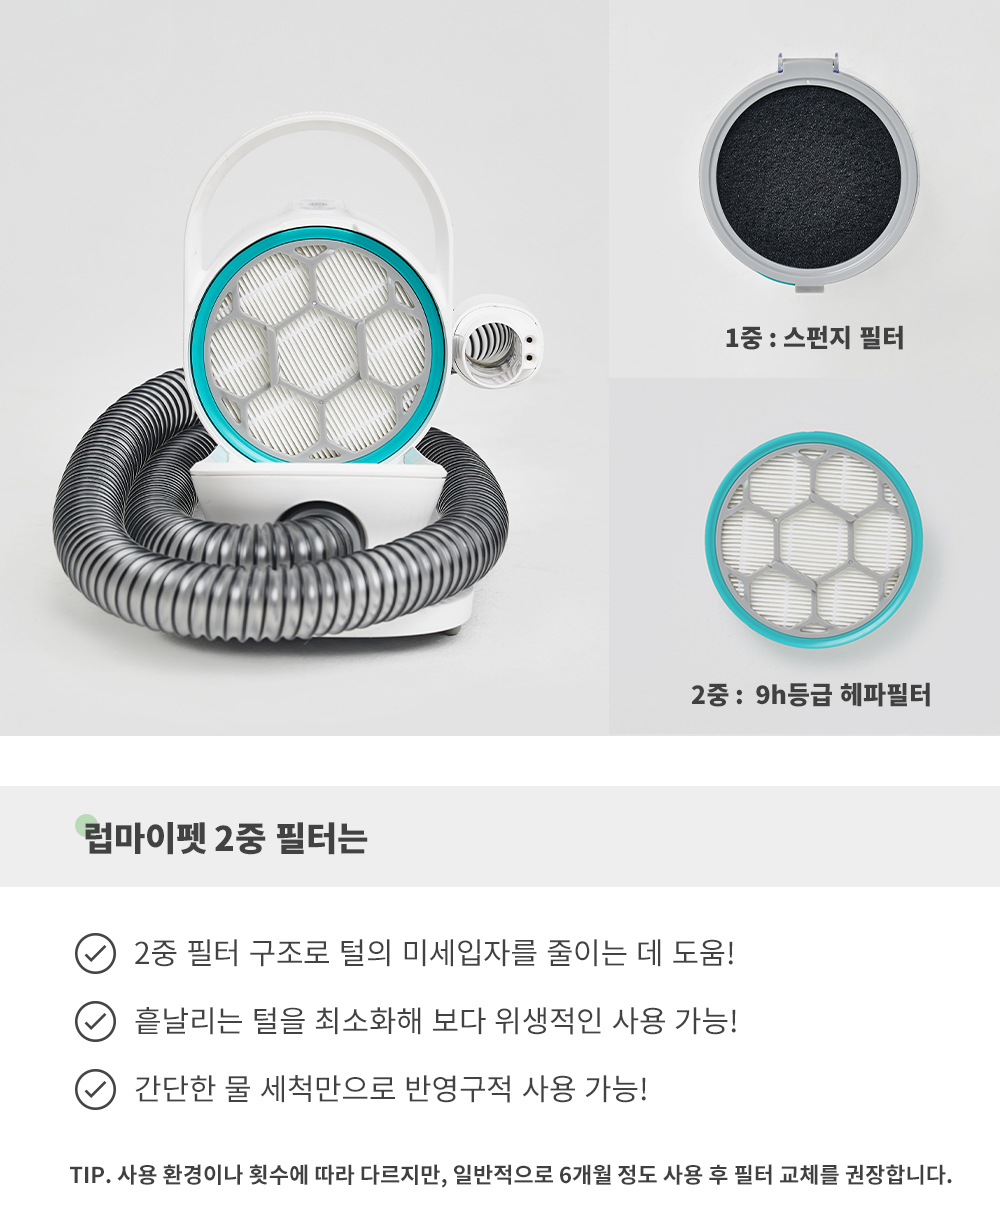 1중 : 스펀지 필터
2중 : 9h등급 헤파필터
럽마이펫 2중 필터는
2중 필터 구조로 털의 미세입자를 줄이는 데 도움!
흩날리는 털을 최소화해 보다 위생적인 사용 가능!
간단한 물 세척만으로 반영구적 사용 가능!
TIP. 사용 환경이나 횟수에 따라 다르지만, 일반적으로 6개월 정도 사용 후 필터 교체를 권장합니다.